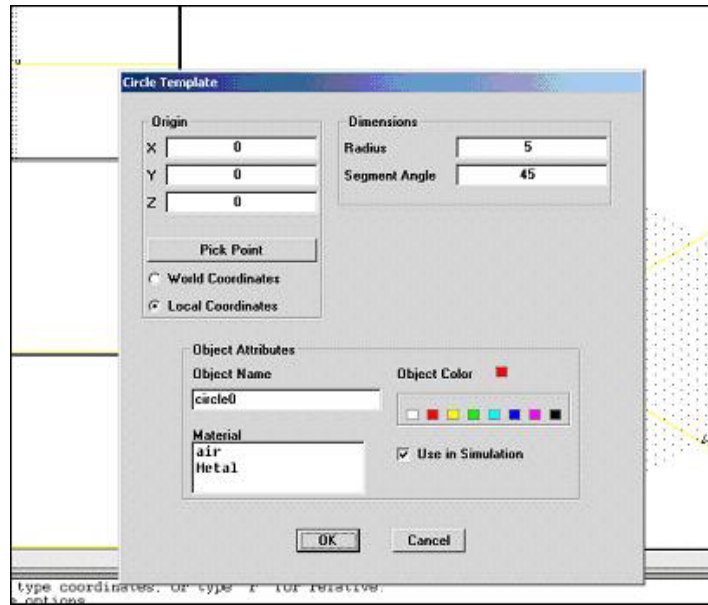 Circle Template
Origin
X 0
Y 0
Z 0
Pick Point
World Coordinates
Local Coordinates
Dimensions
Radius 5
Segment Angle 45
Object Attributes
Object Name
circle0
Material
air
Metal
Object Color
Use in Simulation
OK Cancel
type coordinates, or type 'r' for relative.
options